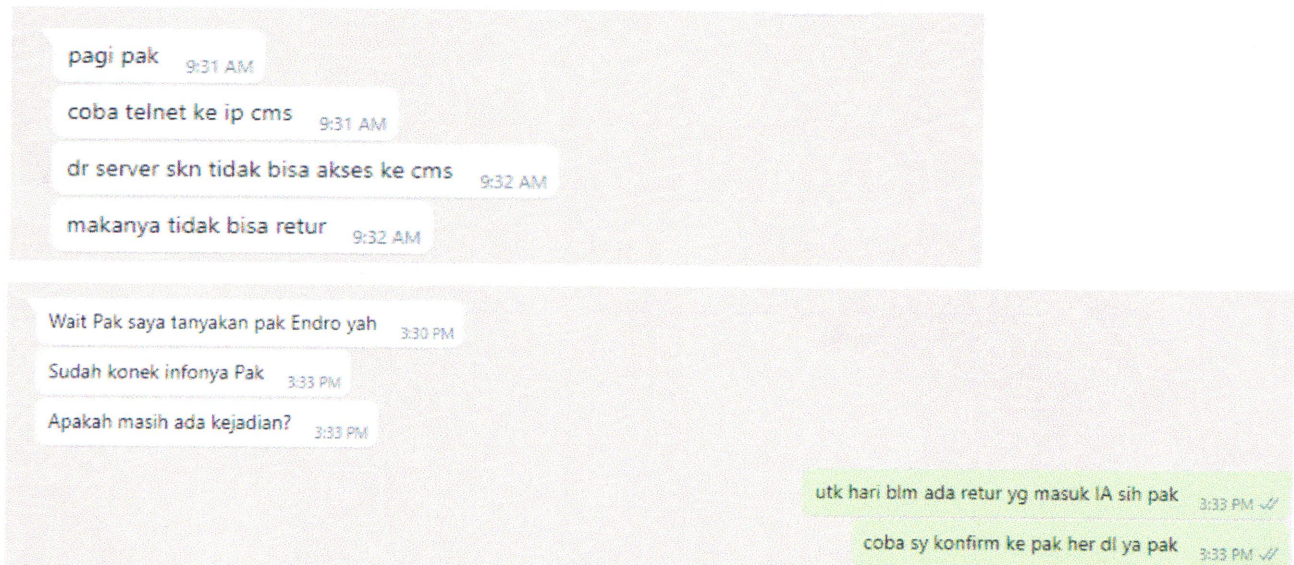 pagi pak 9:31 AM
coba telnet ke ip cms 9:31 AM
dr server skn tidak bisa akses ke cms 9:32 AM
makanya tidak bisa retur 9:32 AM
Wait Pak saya tanyakan pak Endro yah 3:30 PM
Sudah konek infonya Pak 3:33 PM
Apakah masih ada kejadian? 3:33 PM
utk hari blm ada retur yg masuk IA sih pak 3:33 PM
coba sy konfirm ke pak her dl ya pak 3:33 PM